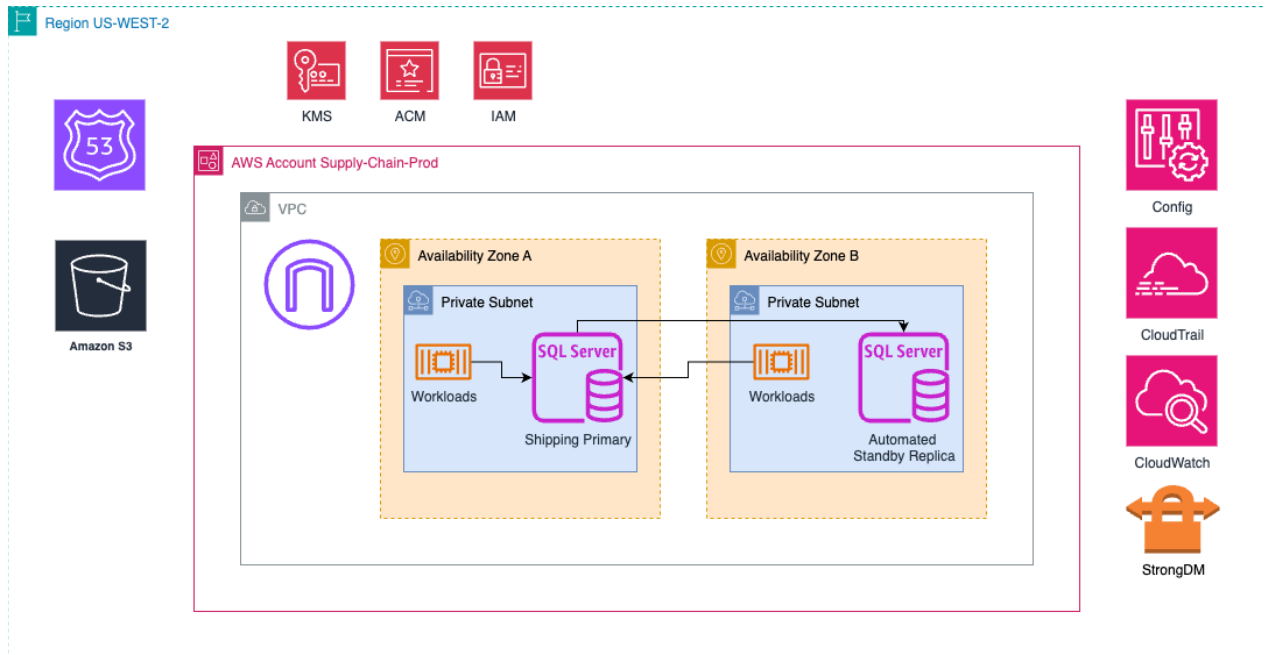 Region US-WEST-2
KMS
ACM
IAM
53
AWS Account Supply-Chain-Prod
VPC
Amazon S3
Availability Zone A
Private Subnet
SQL Server
Workloads
Shipping Primary
Availability Zone B
Private Subnet
Workloads
SQL Server
Automated
Standby Replica
Config
CloudTrail
CloudWatch
StrongDM